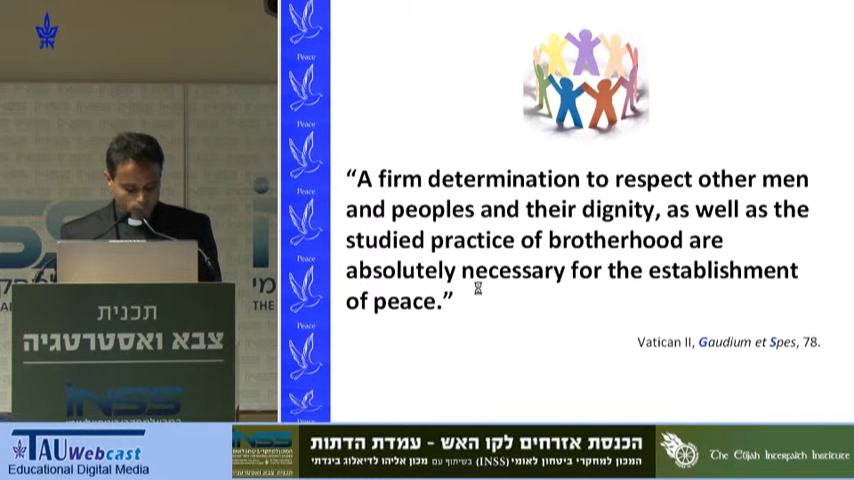 Peace
Peace
Peace
Peace
Peace
“A firm determination to respect other men
and peoples and their dignity, as well as the
studied practice of brotherhood are
absolutely necessary for the establishment
of peace.”
Vatican II, Gaudium et Spes, 78.
THE
תכנית
צבא ואסטרטגיה
INSS
TAU Webcast
Educational Digital Media
INSS
הכנסת אזרחים לקו האש - עמדת הדתות
המכון למחקרי ביטחון לאומי (INSS) בשיתוף עם מכון אליהו לדיאלוג בינדתי
The Elijah Interfaith Institute